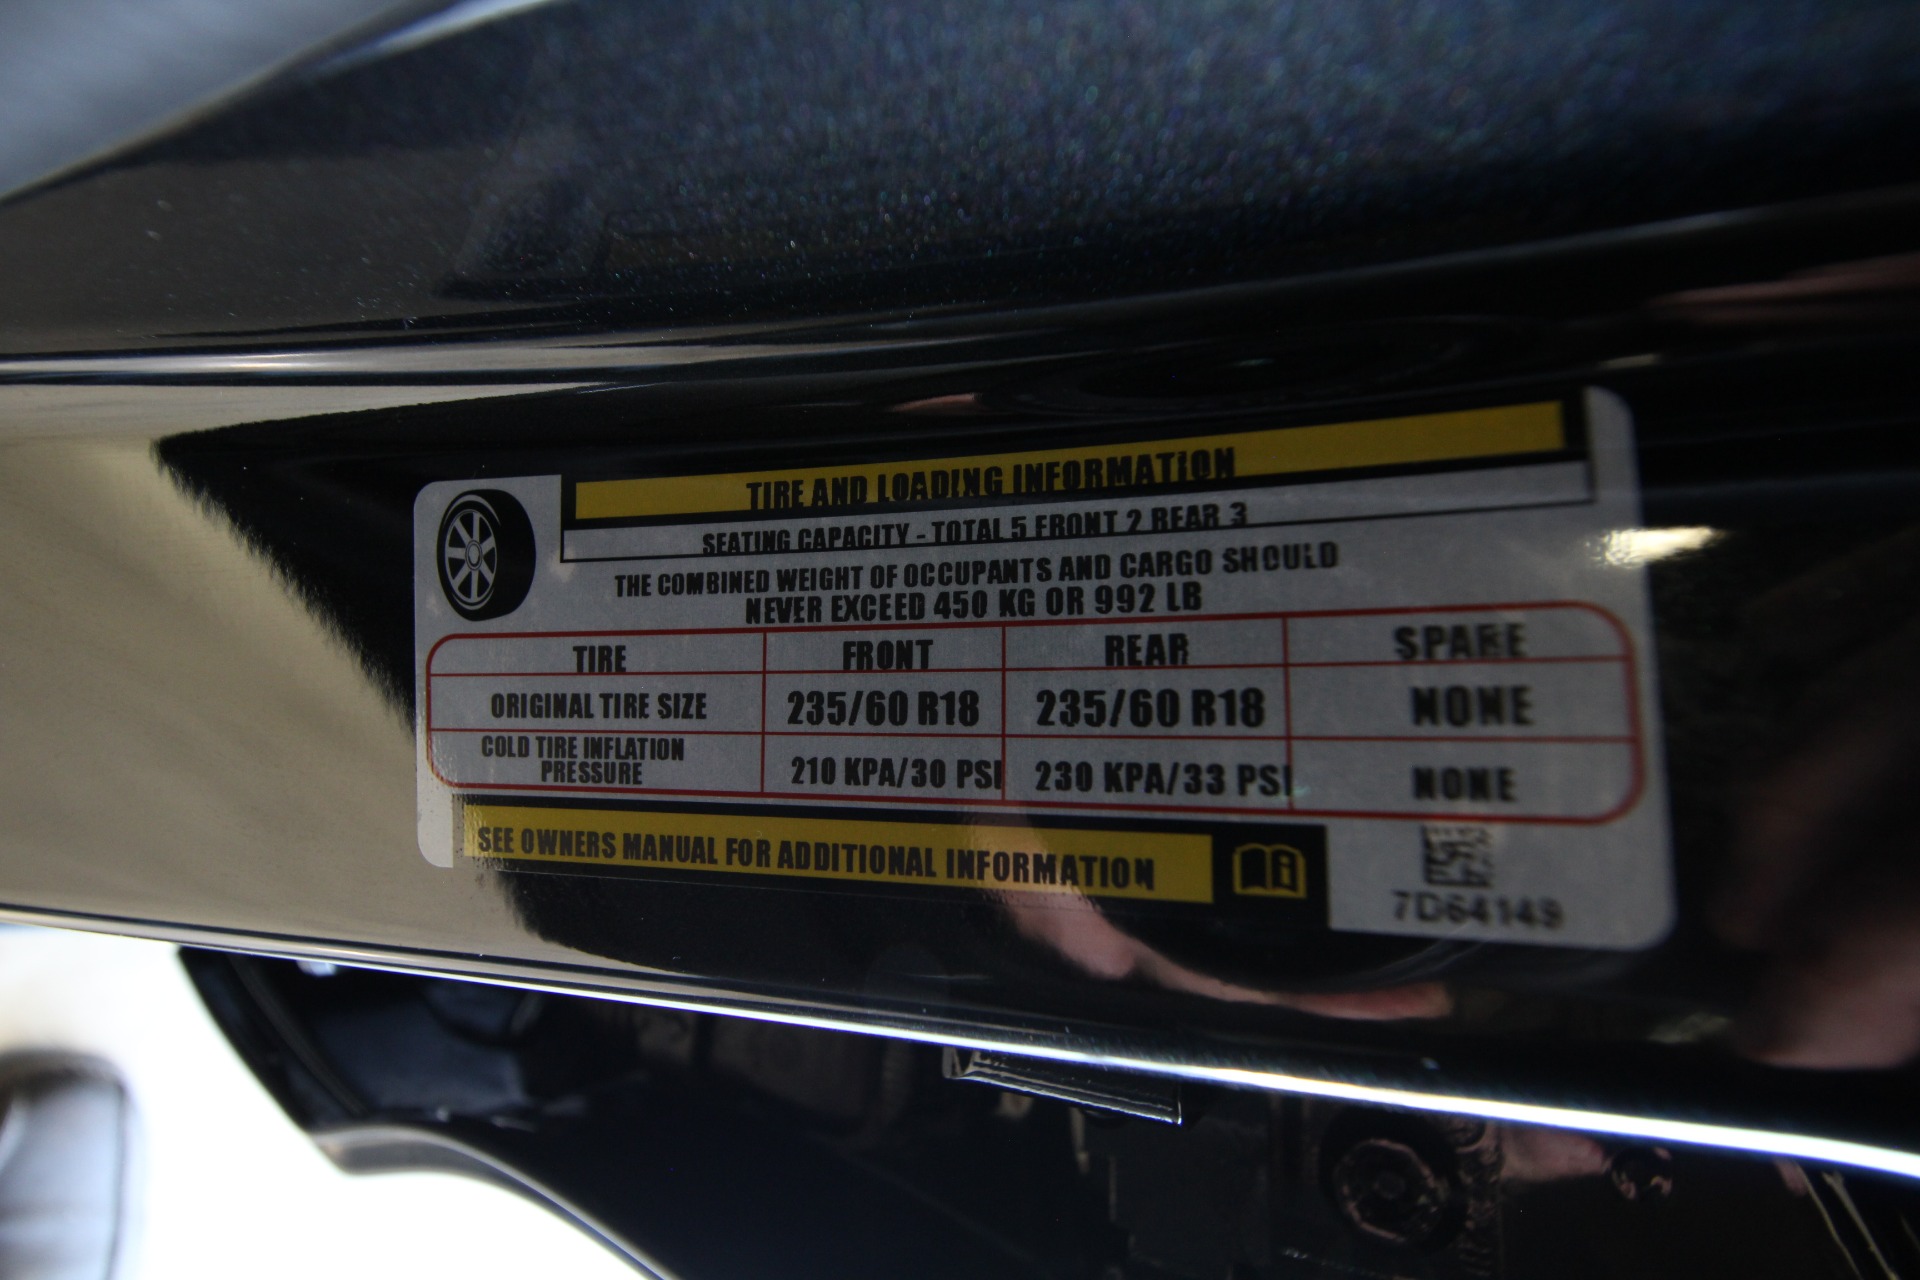 TIRE AND LOADING INFORMATION
SEATING CAPACITY - TOTAL 5 FRONT 2 REAR 3
THE COMBINED WEIGHT OF OCCUPANTS AND CARGO SHOULD
NEVER EXCEED 450 KG OR 992 LB
TIRE FRONT REAR SPARE
ORIGINAL TIRE SIZE 235/60 R18 235/60 R18 NONE
COLD TIRE INFLATION
PRESSURE 210 KPA/30 PSI 230 KPA/33 PSI NONE
SEE OWNERS MANUAL FOR ADDITIONAL INFORMATION
7D64149